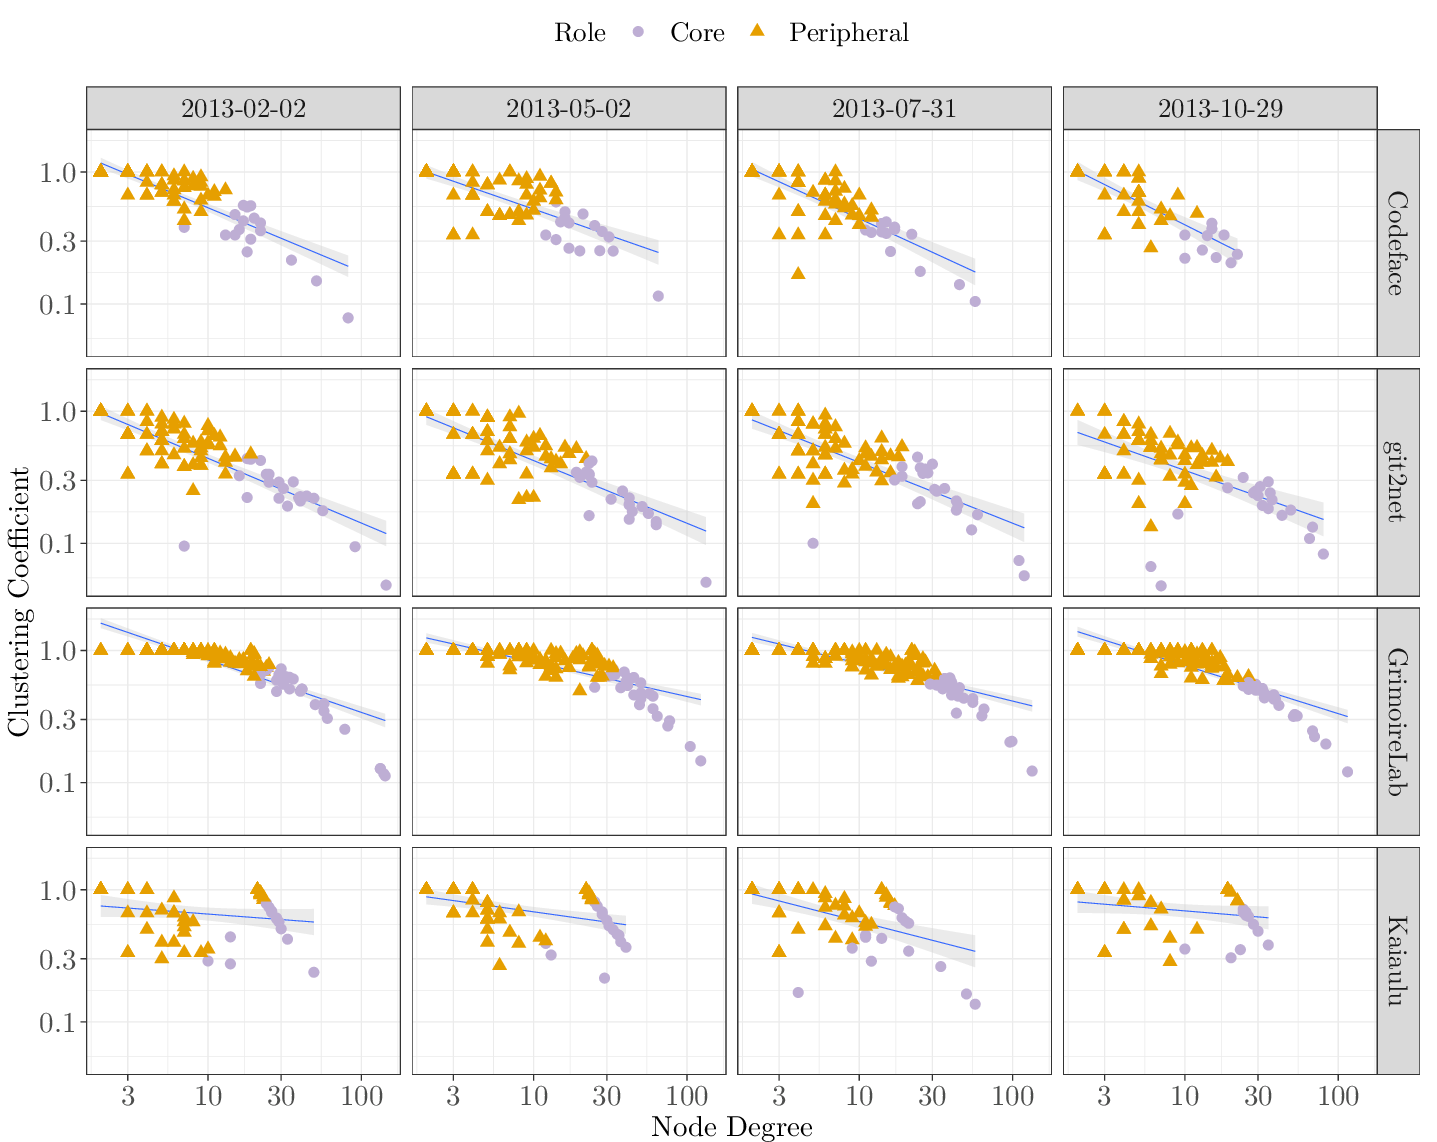 Role Core Peripheral
2013-02-02 2013-05-02 2013-07-31 2013-10-29
1.0
0.3
0.1
Codeface
1.0
0.3
0.1
git2net
Clustering Coefficient
1.0
0.3
0.1
GrimoireLab
1.0
0.3
0.1
Kaiaulu
3 10 30 100 3 10 30 100 3 10 30 100 3 10 30 100
Node Degree